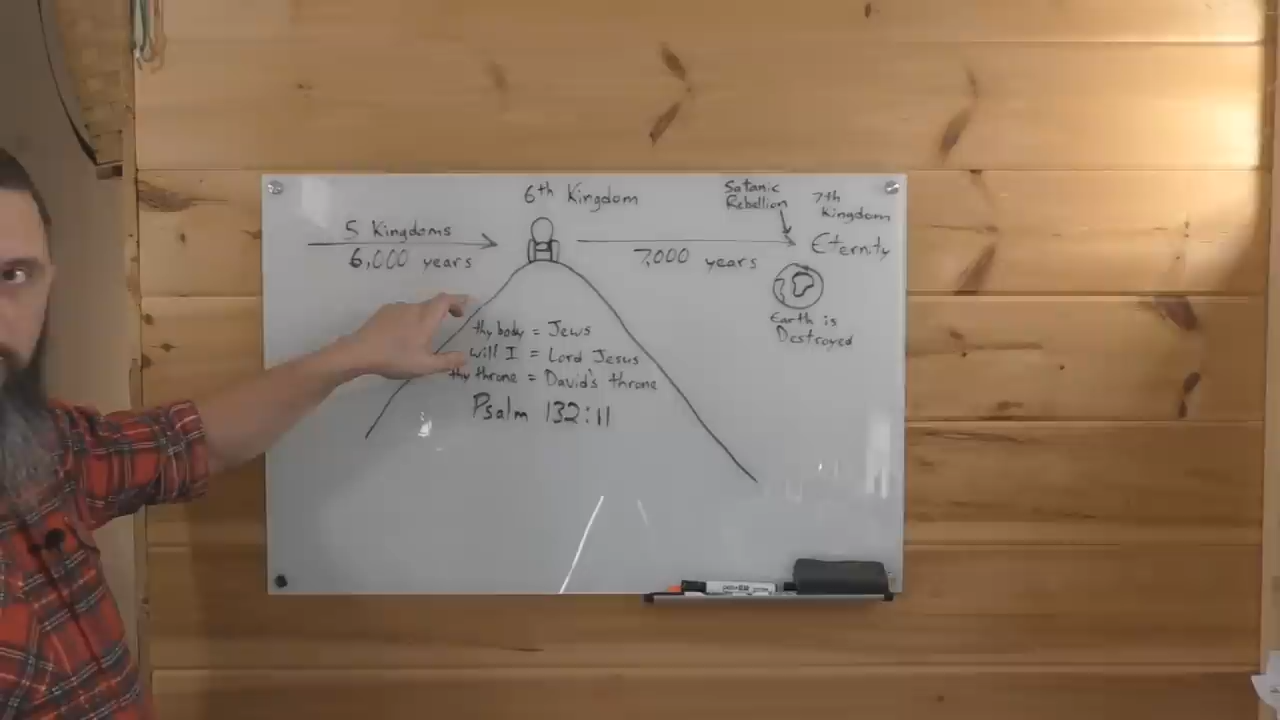 6th Kingdom
5 Kingdoms
6,000 years
7,000 years
Satanic
Rebellion
7th
Kingdom
Eternity
Earth is
Destroyed
thy body = Jews
will I = Lord Jesus
thy throne = David's throne
Psalm 132:11